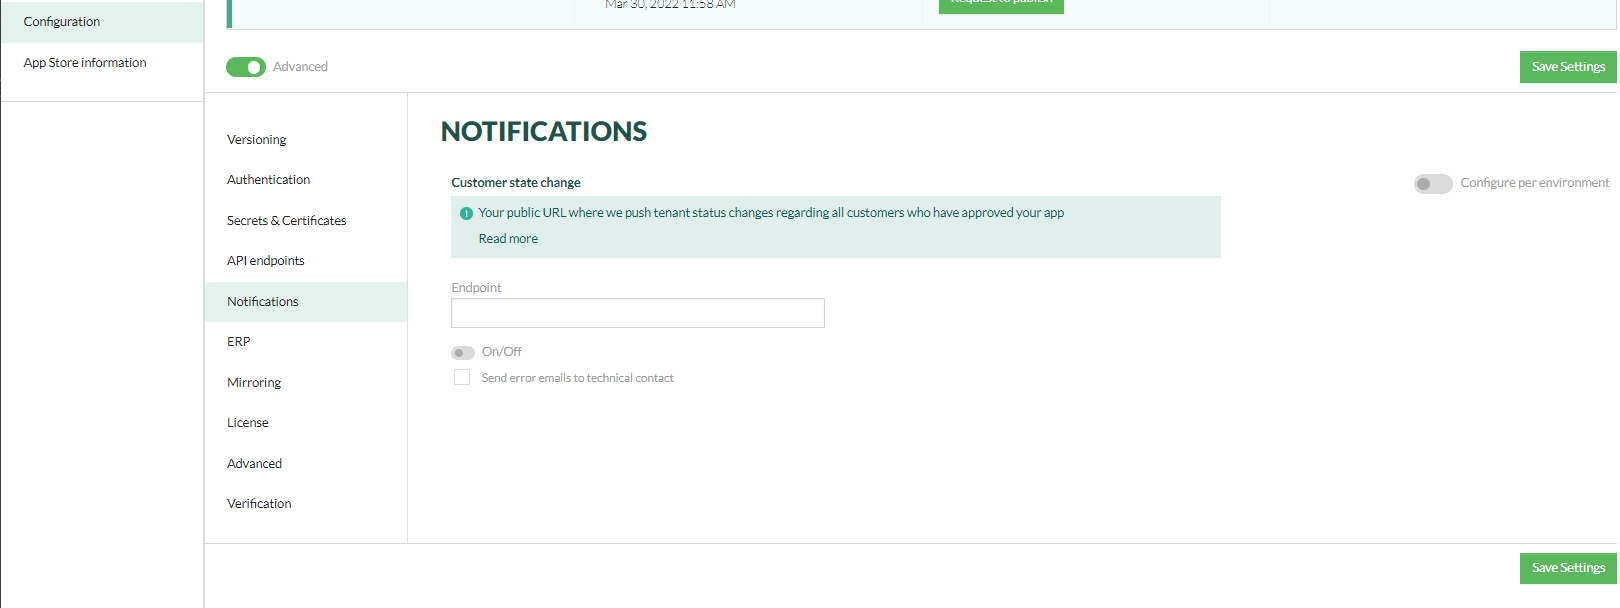 Mar 30, 2022 11:58 AM
Request to publish
Configuration
App Store information
Advanced
Save Settings
Versioning
Authentication
Secrets & Certificates
API endpoints
Notifications
ERP
Mirroring
License
Advanced
Verification
NOTIFICATIONS
Customer state change
Configure per environment
Your public URL where we push tenant status changes regarding all customers who have approved your app
Read more
Endpoint
On/Off
Send error emails to technical contact
Save Settings